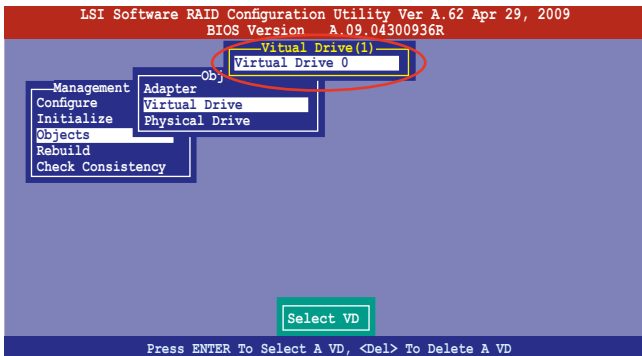 LSI Software RAID Configuration Utility Ver A.62 Apr 29, 2009
BIOS Version A.09.04300936R
Vitual Drive(1)
Virtual Drive 0
Obj
Adapter
Virtual Drive
Physical Drive
Management
Configure
Initialize
Objects
Rebuild
Check Consistency
Select VD
Press ENTER To Select A VD, <Del> To Delete A VD